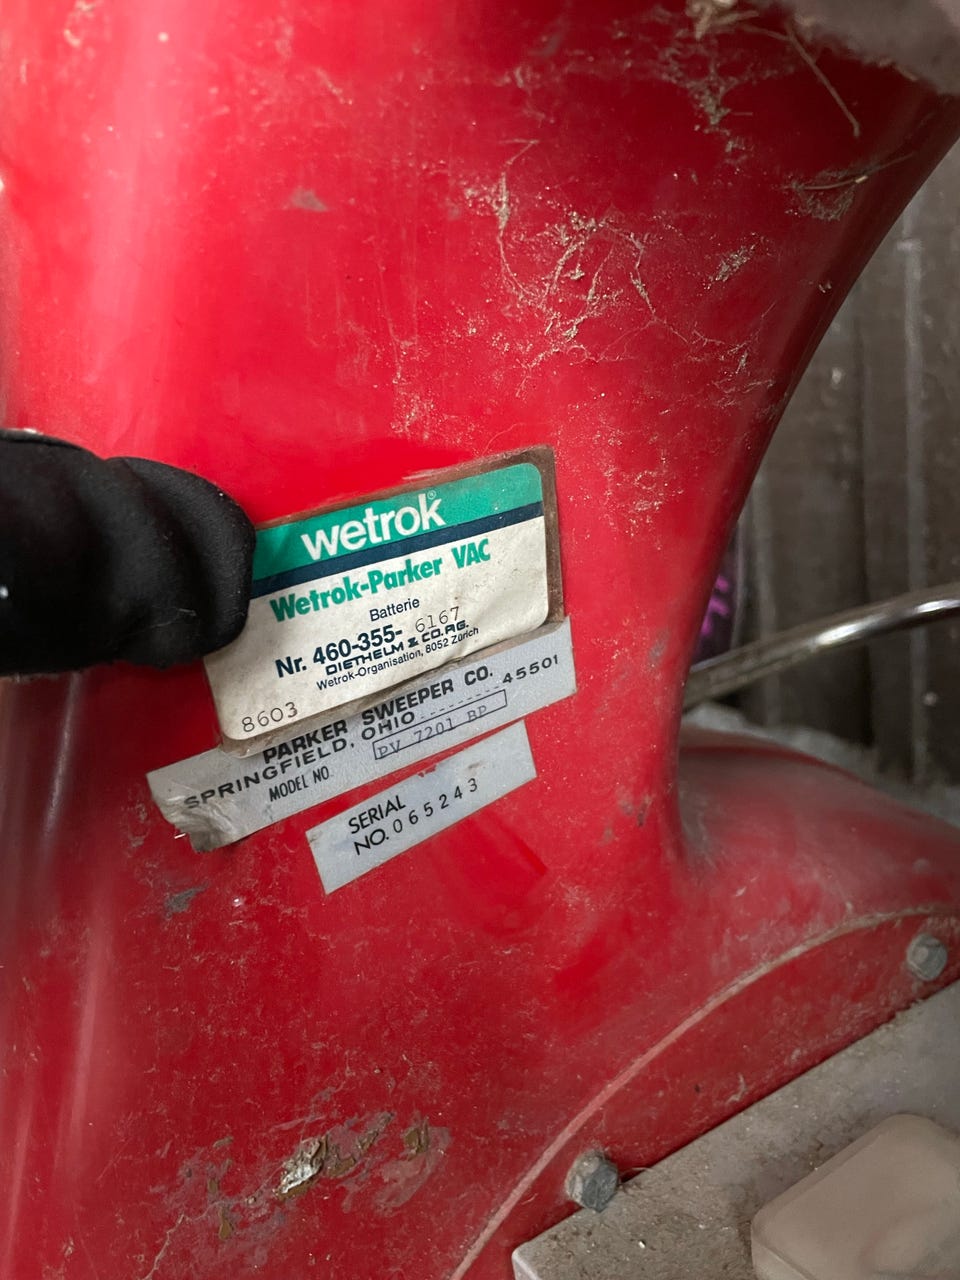 wetrok®
Wetrok-Parker VAC
Batterie
Nr. 460-355- 6167
DIETHELM & CO. AG.
Wetrok-Organisation, 8052 Zürich
8603
PARKER SWEEPER CO.
SPRINGFIELD, OHIO 45501
MODEL NO. PV 7201 BP
SERIAL
NO. 065243